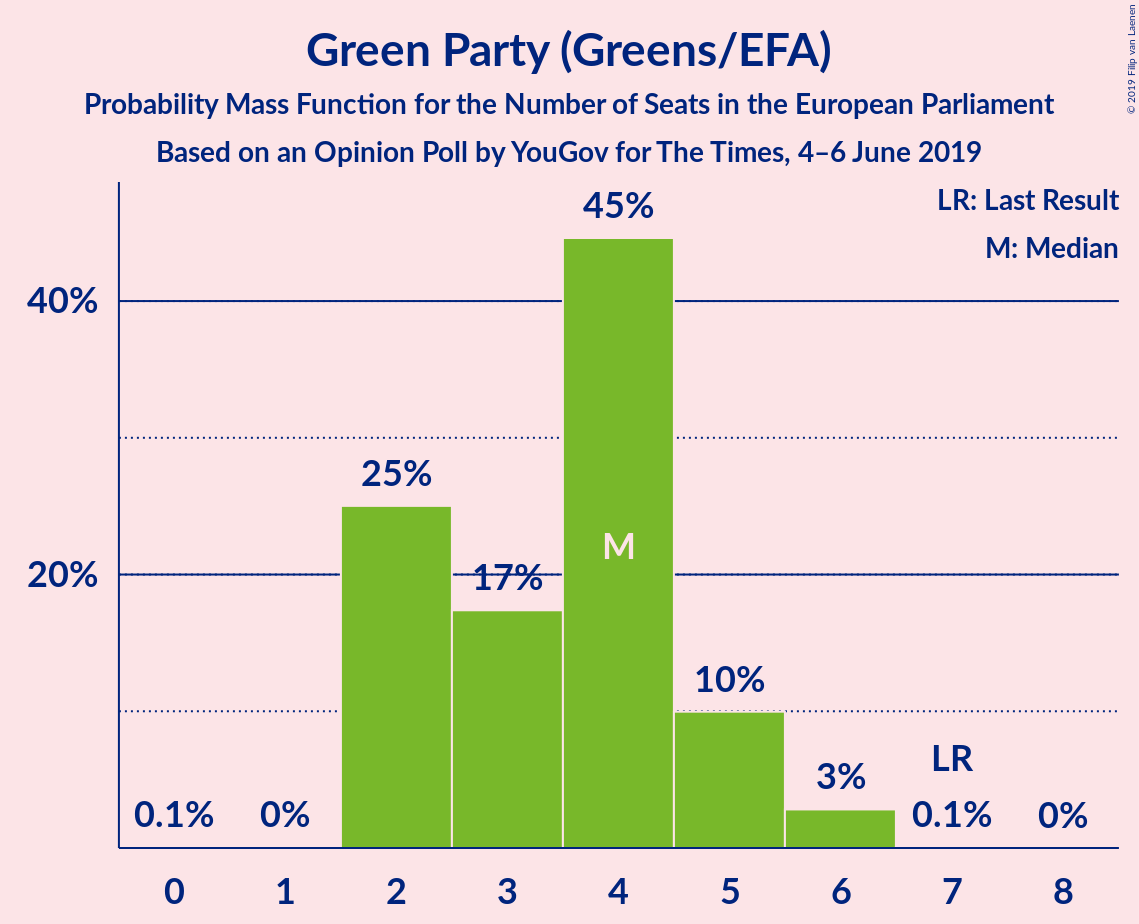 Green Party (Greens/EFA)
Probability Mass Function for the Number of Seats in the European Parliament
Based on an Opinion Poll by YouGov for The Times, 4–6 June 2019
© 2019 Filip van Laenen
LR: Last Result
M: Median
45%
40%
25%
M
20%
17%
10%
LR
3%
0.1%
0%
0.1%
0%
0 1 2 3 4 5 6 7 8